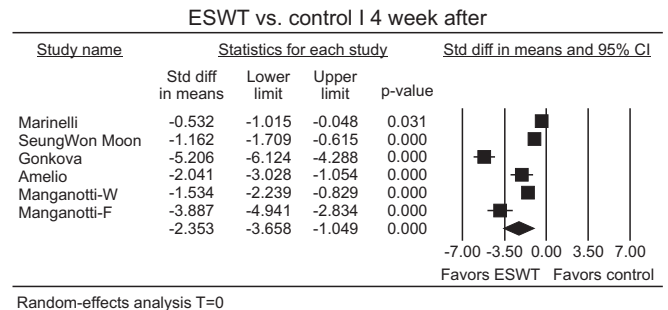 ESWT vs. control I 4 week after
Study name Statistics for each study Std diff in means and 95% CI
Std diff Lower Upper
in means limit limit p-value
Marinelli -0.532 -1.015 -0.048 0.031
SeungWon Moon -1.162 -1.709 -0.615 0.000
Gonkova -5.206 -6.124 -4.288 0.000
Amelio -2.041 -3.028 -1.054 0.000
Manganotti-W -1.534 -2.239 -0.829 0.000
Manganotti-F -3.887 -4.941 -2.834 0.000
-2.353 -3.658 -1.049 0.000
-7.00 -3.50 0.00 3.50 7.00
Favors ESWT Favors control
Random-effects analysis T=0